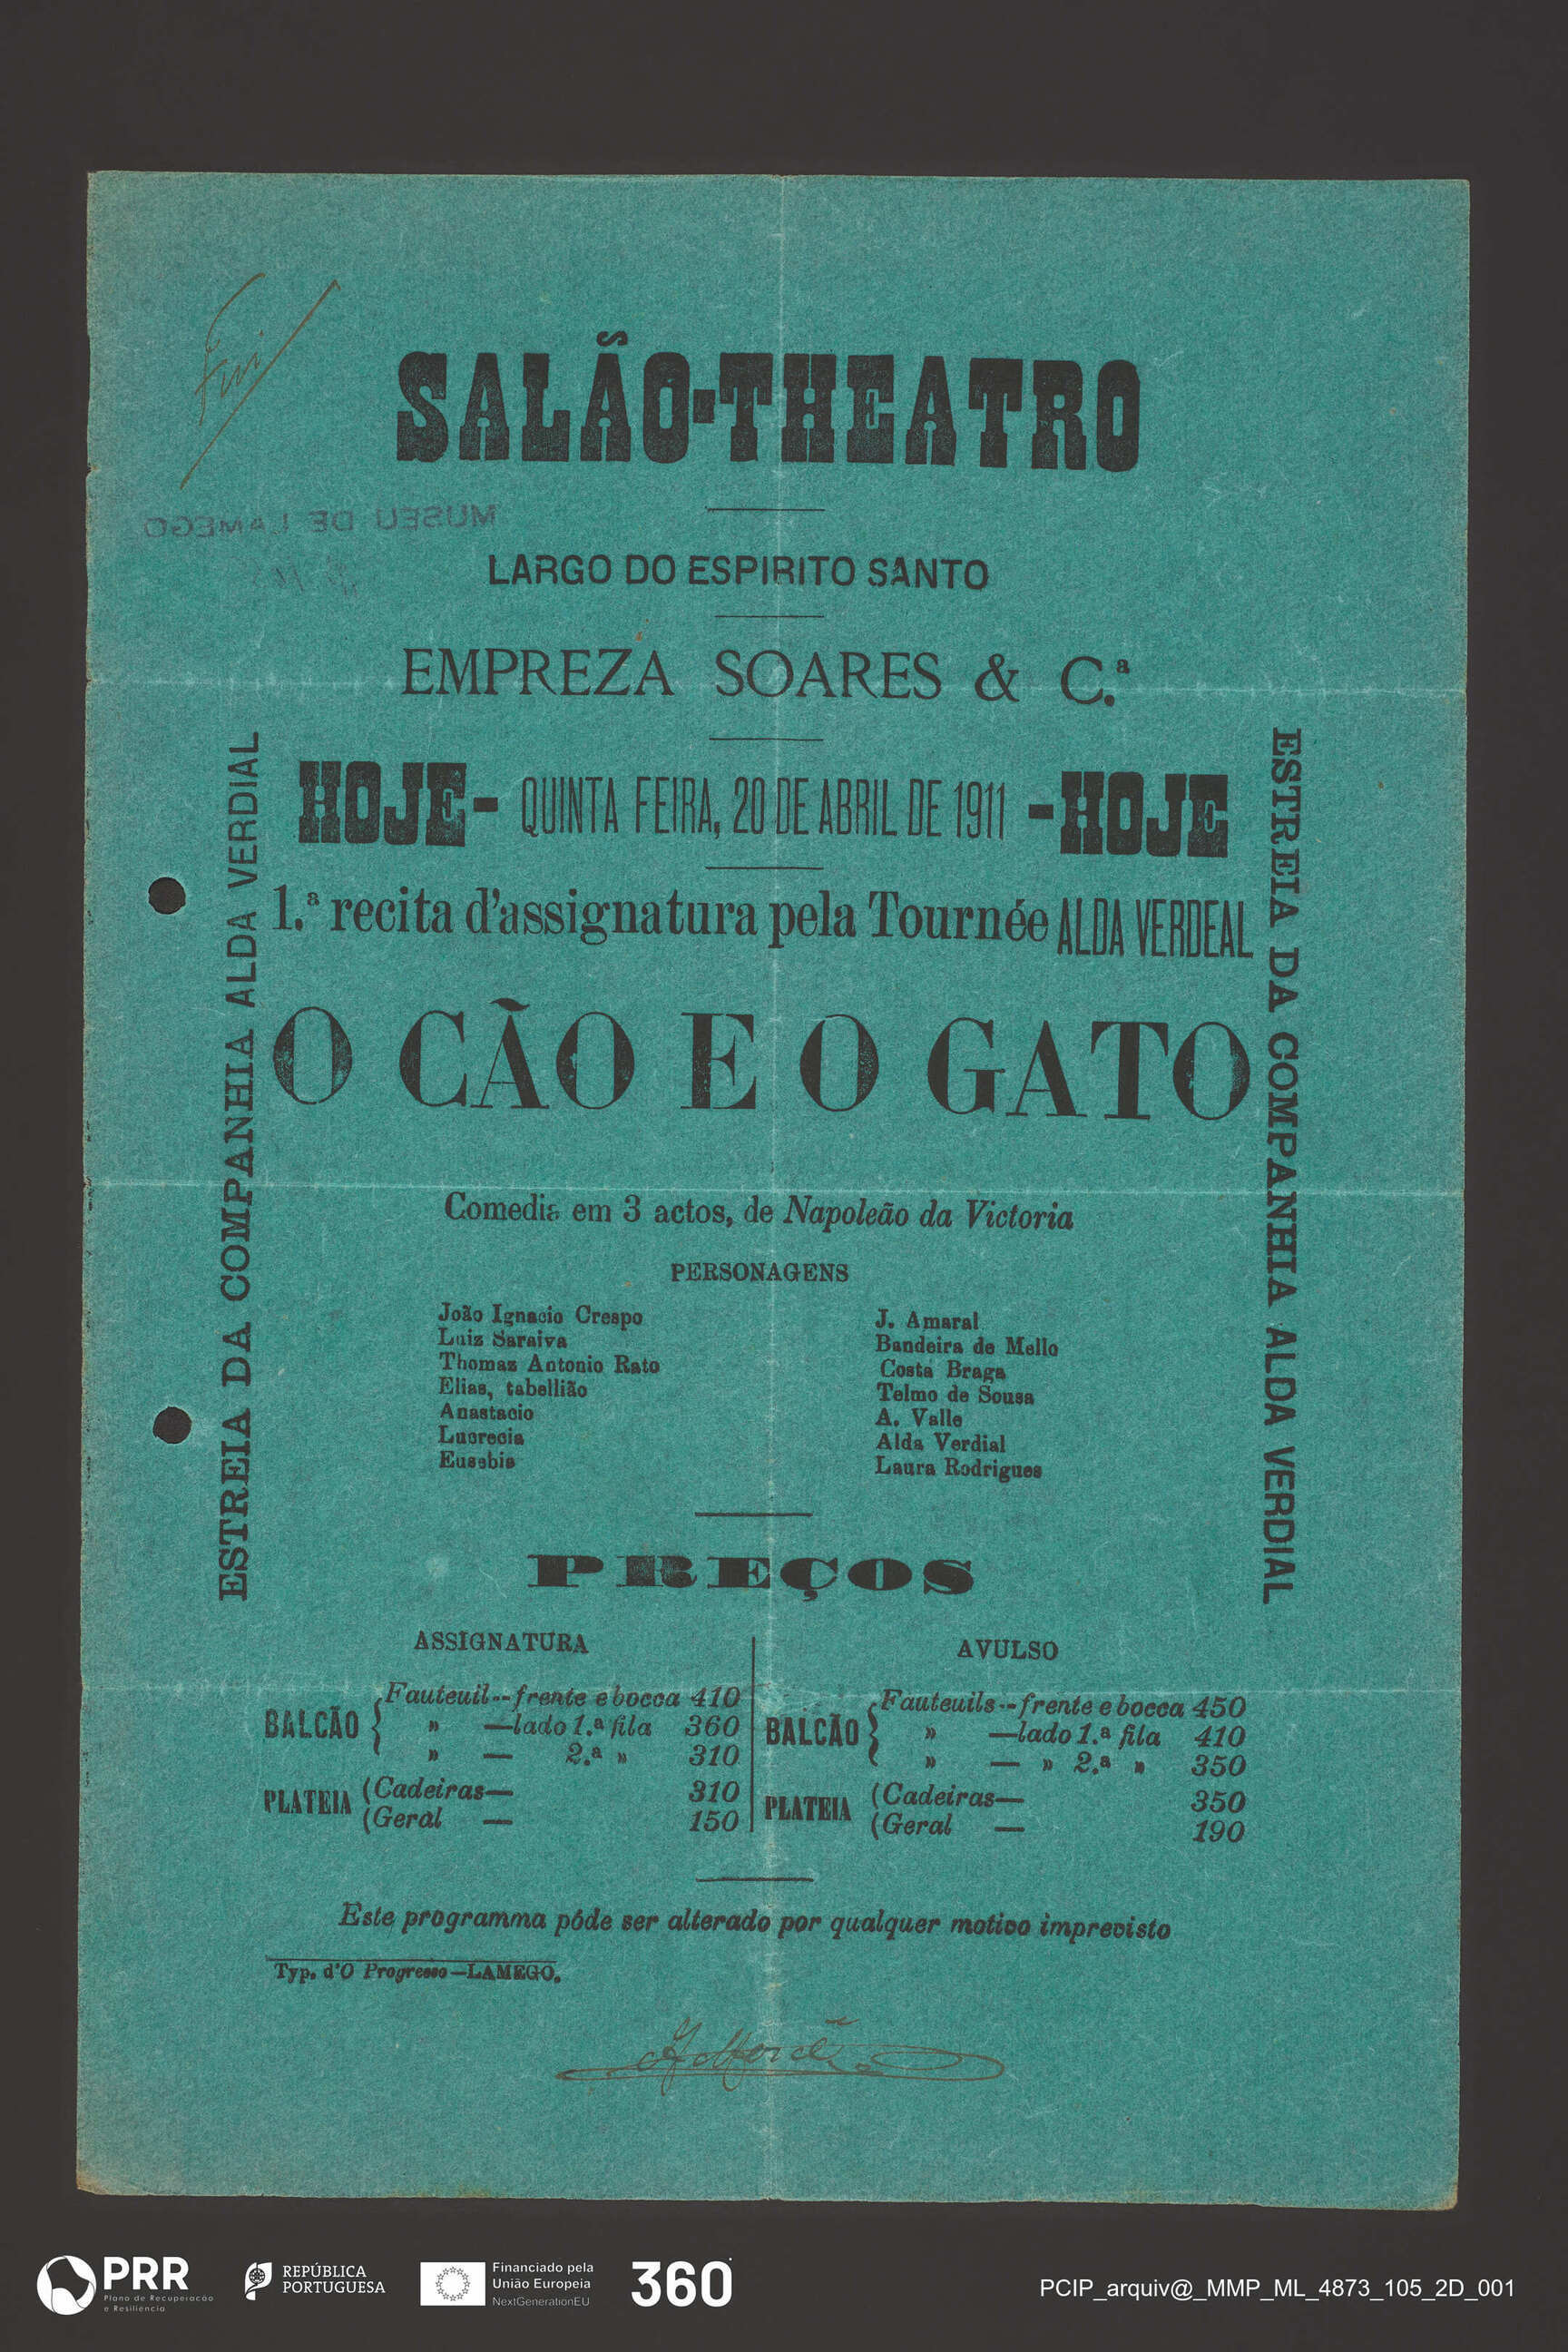 Fui
SALÃO-THEATRO
MUSEU DE LAMEGO
LARGO DO ESPIRITO SANTO
EMPREZA SOARES & C.ª
HOJE - QUINTA FEIRA, 20 DE ABRIL DE 1911 - HOJE
1.ª recita d'assignatura pela Tournée ALDA VERDEAL
ESTREIA DA COMPANHIA ALDA VERDIAL
ESTREIA DA COMPANHIA ALDA VERDIAL
O CÃO E O GATO
Comedia em 3 actos, de Napoleão da Victoria
PERSONAGENS
João Ignacio Crespo J. Amaral
Luiz Saraiva Bandeira de Mello
Thomaz Antonio Rato Costa Braga
Elias, tabellião Telmo de Sousa
Anastacio A. Valle
Lucrecia Alda Verdial
Eusebia Laura Rodrigues
PREÇOS
ASSIGNATURA
BALCÃO { Fauteuil--frente e bocca 410
» —lado 1.ª fila 360
» — 2.ª » 310
PLATEIA (Cadeiras— 310
(Geral — 150
AVULSO
BALCÃO { Fauteuils--frente e bocca 450
» —lado 1.ª fila 410
» — » 2.ª » 350
PLATEIA (Cadeiras— 350
(Geral — 190
Este programma póde ser alterado por qualquer motivo imprevisto
Typ. d'O Progresso—LAMEGO.
PRR
Plano de Recuperação
e Resiliência
REPÚBLICA
PORTUGUESA
Financiado pela
União Europeia
NextGenerationEU
360
PCIP_arquiv@_MMP_ML_4873_105_2D_001